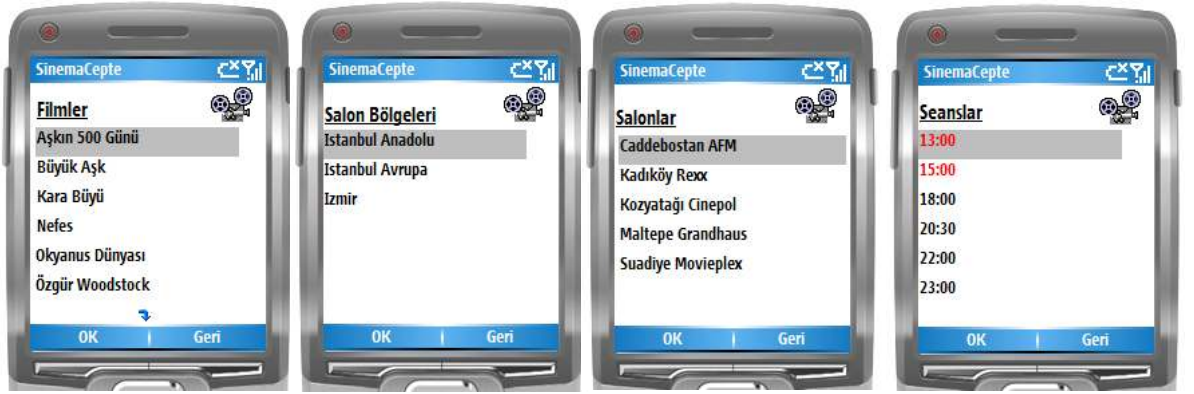 SinemaCepte
Filmler
Aşkın 500 Günü
Büyük Aşk
Kara Büyü
Nefes
Okyanus Dünyası
Özgür Woodstock
OK
Geri
SinemaCepte
Salon Bölgeleri
Istanbul Anadolu
Istanbul Avrupa
Izmir
OK
Geri
SinemaCepte
Salonlar
Caddebostan AFM
Kadıköy Rexx
Kozyatağı Cinepol
Maltepe Grandhaus
Suadiye Movieplex
OK
Geri
SinemaCepte
Seanslar
13:00
15:00
18:00
20:30
22:00
23:00
OK
Geri